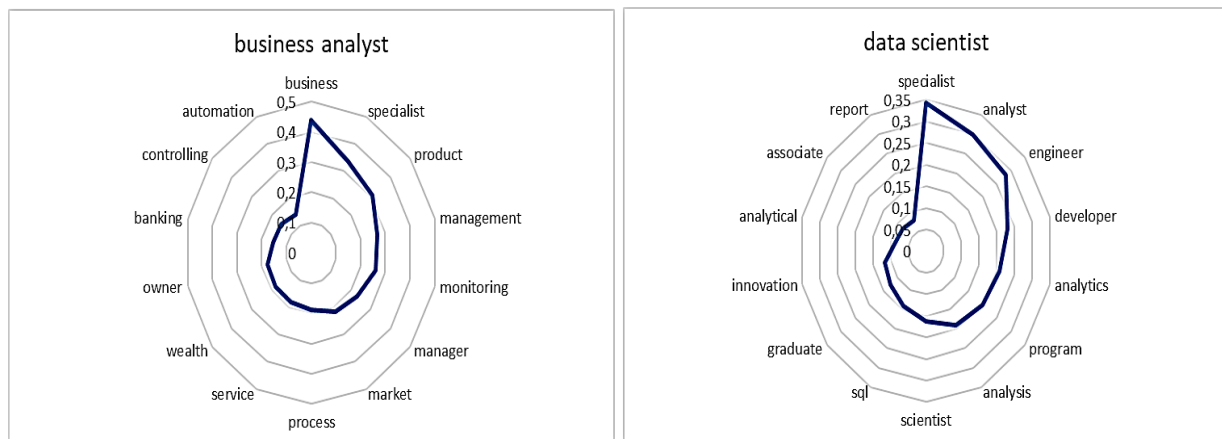 business analyst
business
specialist
product
management
monitoring
manager
market
process
service
wealth
owner
banking
controlling
automation
0,5
0,4
0,3
0,2
0,1
0
data scientist
specialist
analyst
engineer
developer
analytics
program
analysis
scientist
sql
graduate
innovation
analytical
associate
report
0,35
0,3
0,25
0,2
0,15
0,1
0,05
0